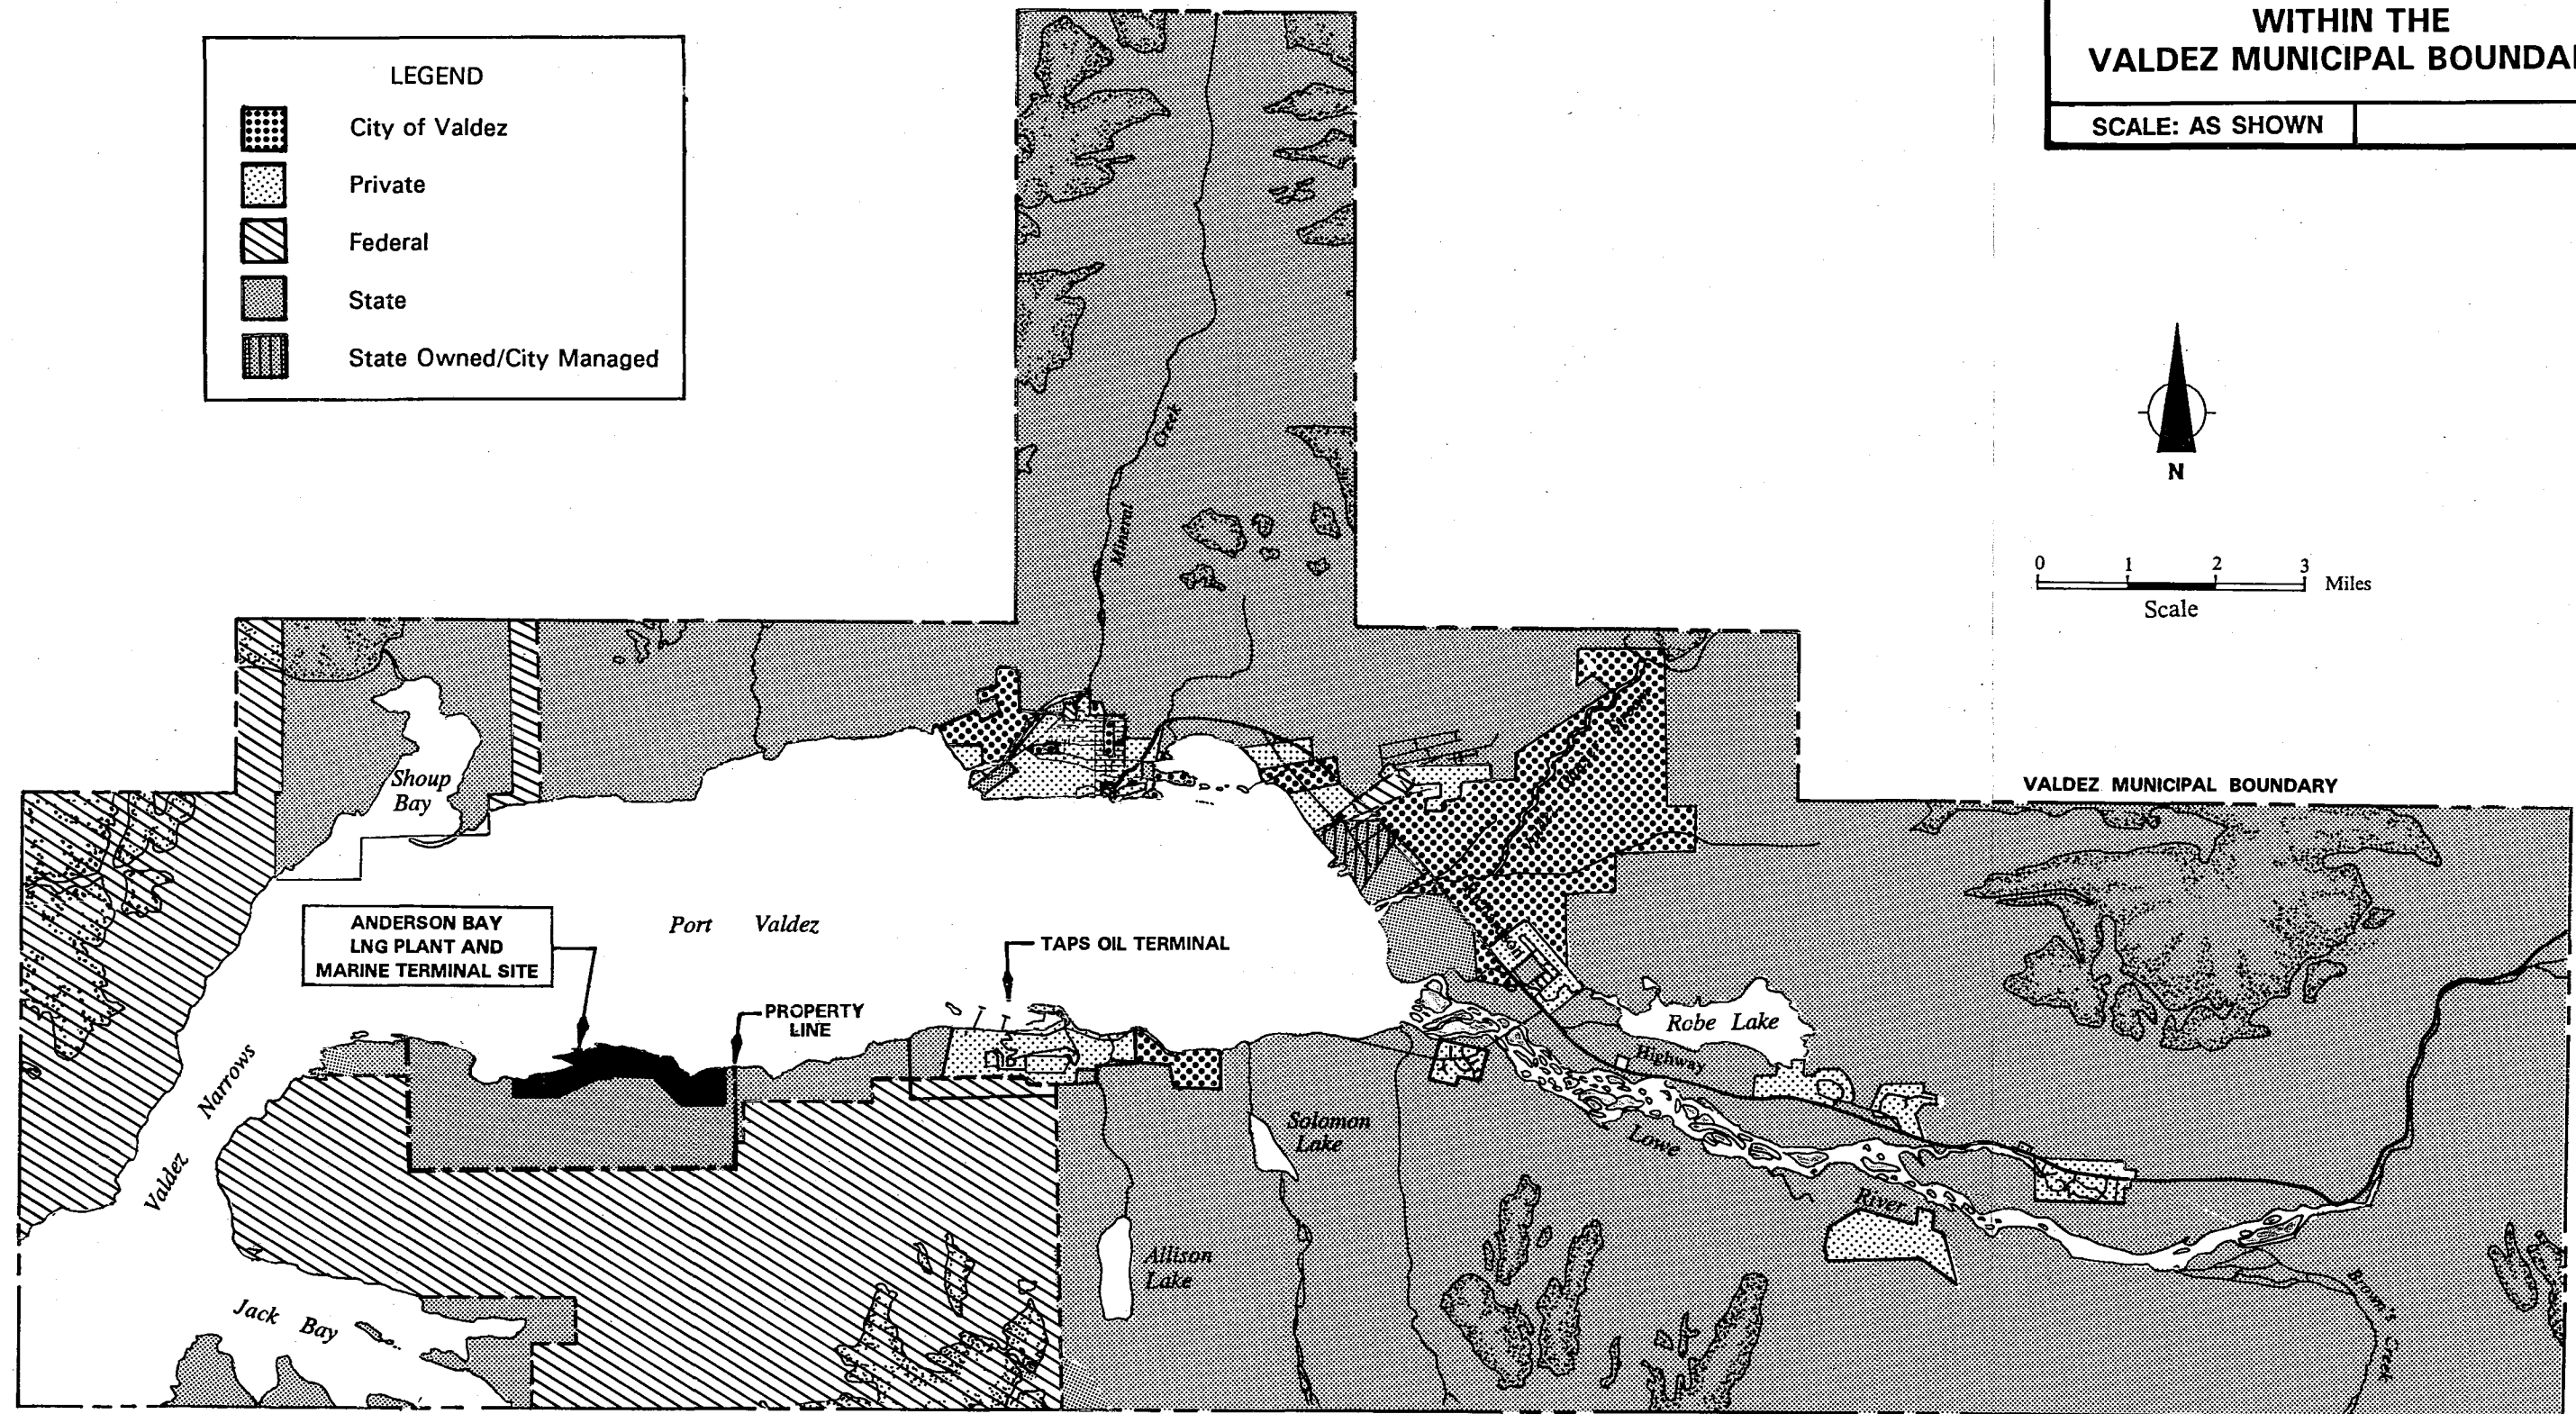 WITHIN THE
VALDEZ MUNICIPAL
SCALE: AS SHOWN
LEGEND
City of Valdez
Private
Federal
State
State Owned/City Managed
Mineral Creek
N
0 1 2 3 Miles
Scale
Shoup
Bay
VALDEZ MUNICIPAL BOUNDARY
ANDERSON BAY
LNG PLANT AND
MARINE TERMINAL SITE
Port Valdez
TAPS OIL TERMINAL
PROPERTY
LINE
Robe Lake
Highway
Valdez Narrows
Solomon
Lake
Lowe
River
Allison
Lake
Jack Bay
Creek